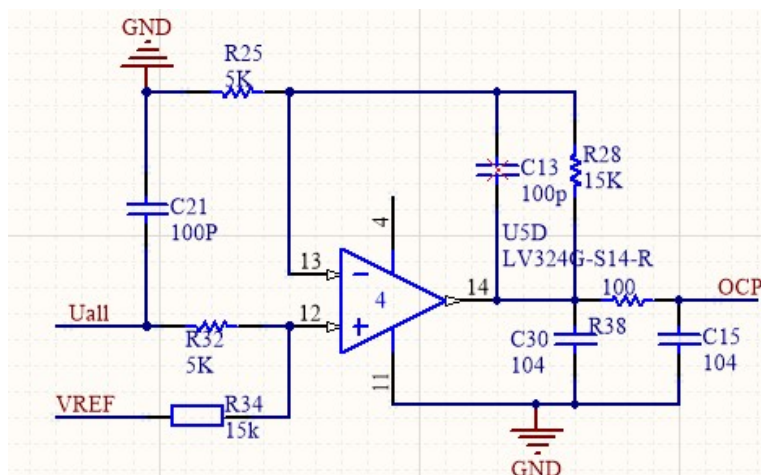 GND
R25
5K
C13
100p
R28
15K
C21
100P
4
U5D
LV324G-S14-R
13
4
14
100
OCP
Uall
12
R32
5K
C30
104
R38
C15
104
11
VREF
R34
15k
GND